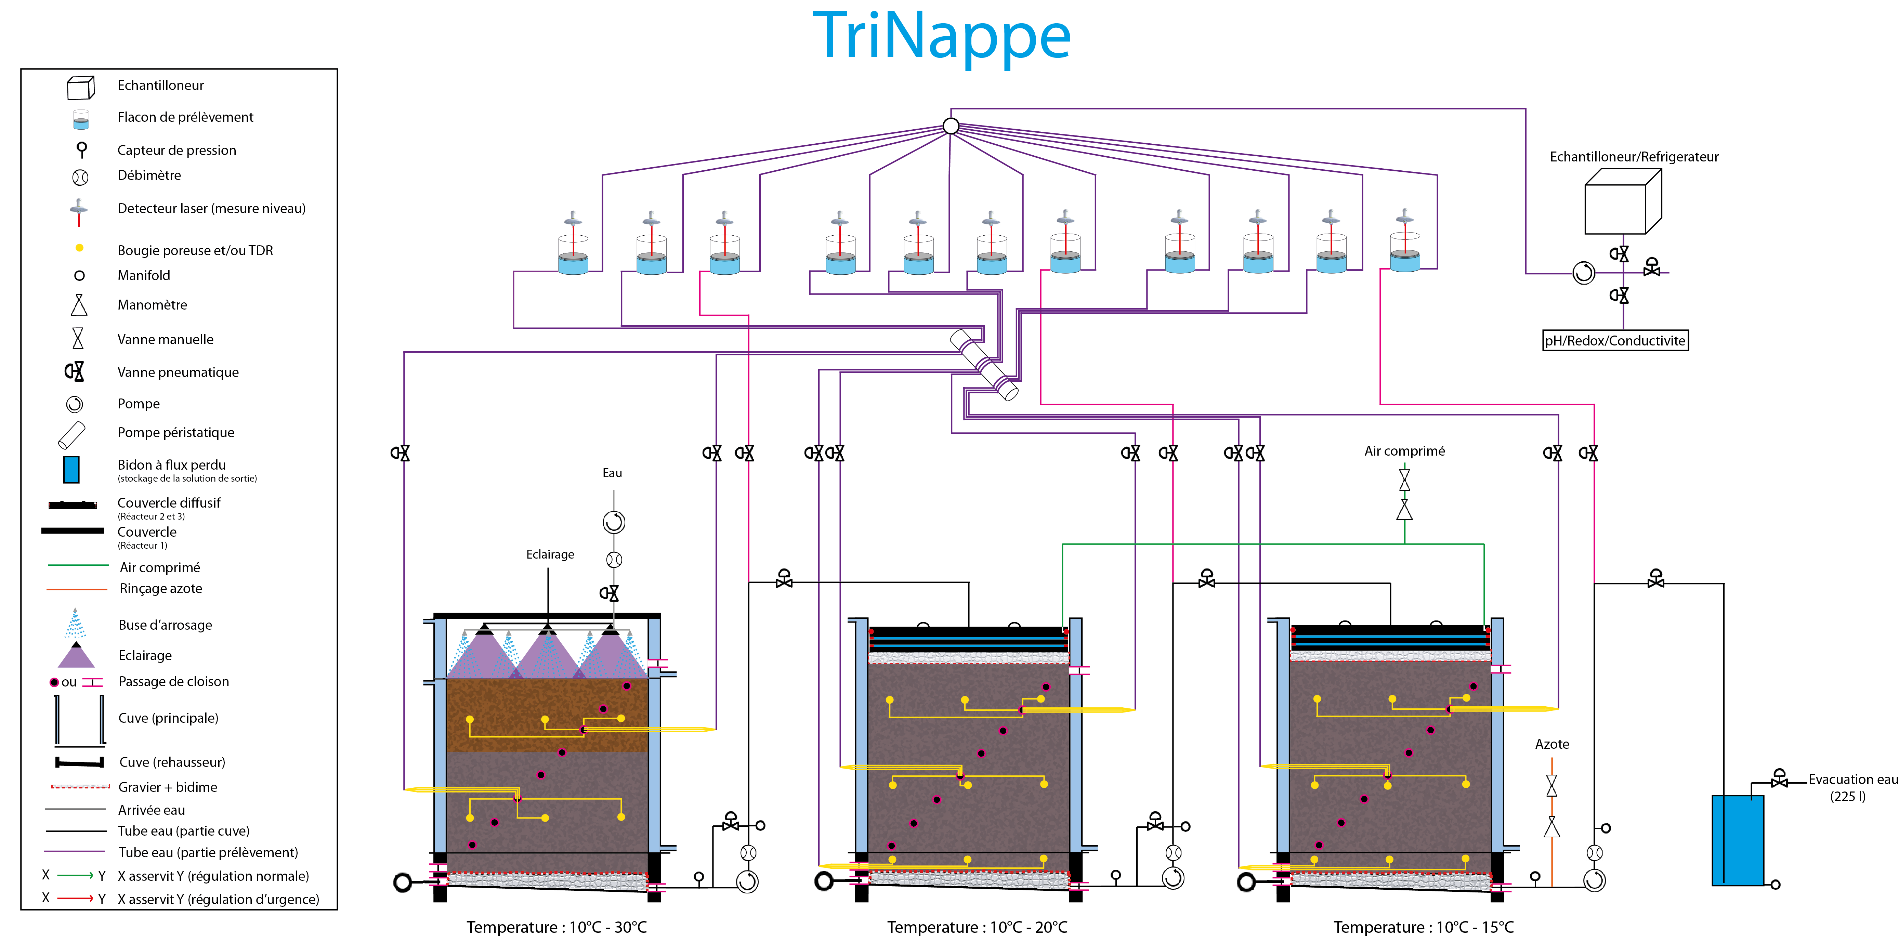 TriNappe
Echantilloneur
Flacon de prélèvement
Capteur de pression
Débimètre
Detecteur laser (mesure niveau)
Bougie poreuse et/ou TDR
Manifold
Manomètre
Vanne manuelle
Vanne pneumatique
Pompe
Pompe péristatique
Bidon à flux perdu
(stockage de la solution de sortie)
Couvercle diffusif
(Réacteur 2 et 3)
Couvercle
(Réacteur 1)
Air comprimé
Rinçage azote
Buse d'arrosage
Eclairage
ou
Passage de cloison
Cuve (principale)
Cuve (rehausseur)
Gravier + bidime
Arrivée eau
Tube eau (partie cuve)
Tube eau (partie prélèvement)
X Y X asservit Y (régulation normale)
X Y X asservit Y (régulation d'urgence)
Echantilloneur/Refrigerateur
pH/Redox/Conductivite
Eau
Eclairage
Air comprimé
Azote
Evacuation eau
(225 l)
Temperature : 10°C - 30°C
Temperature : 10°C - 20°C
Temperature : 10°C - 15°C